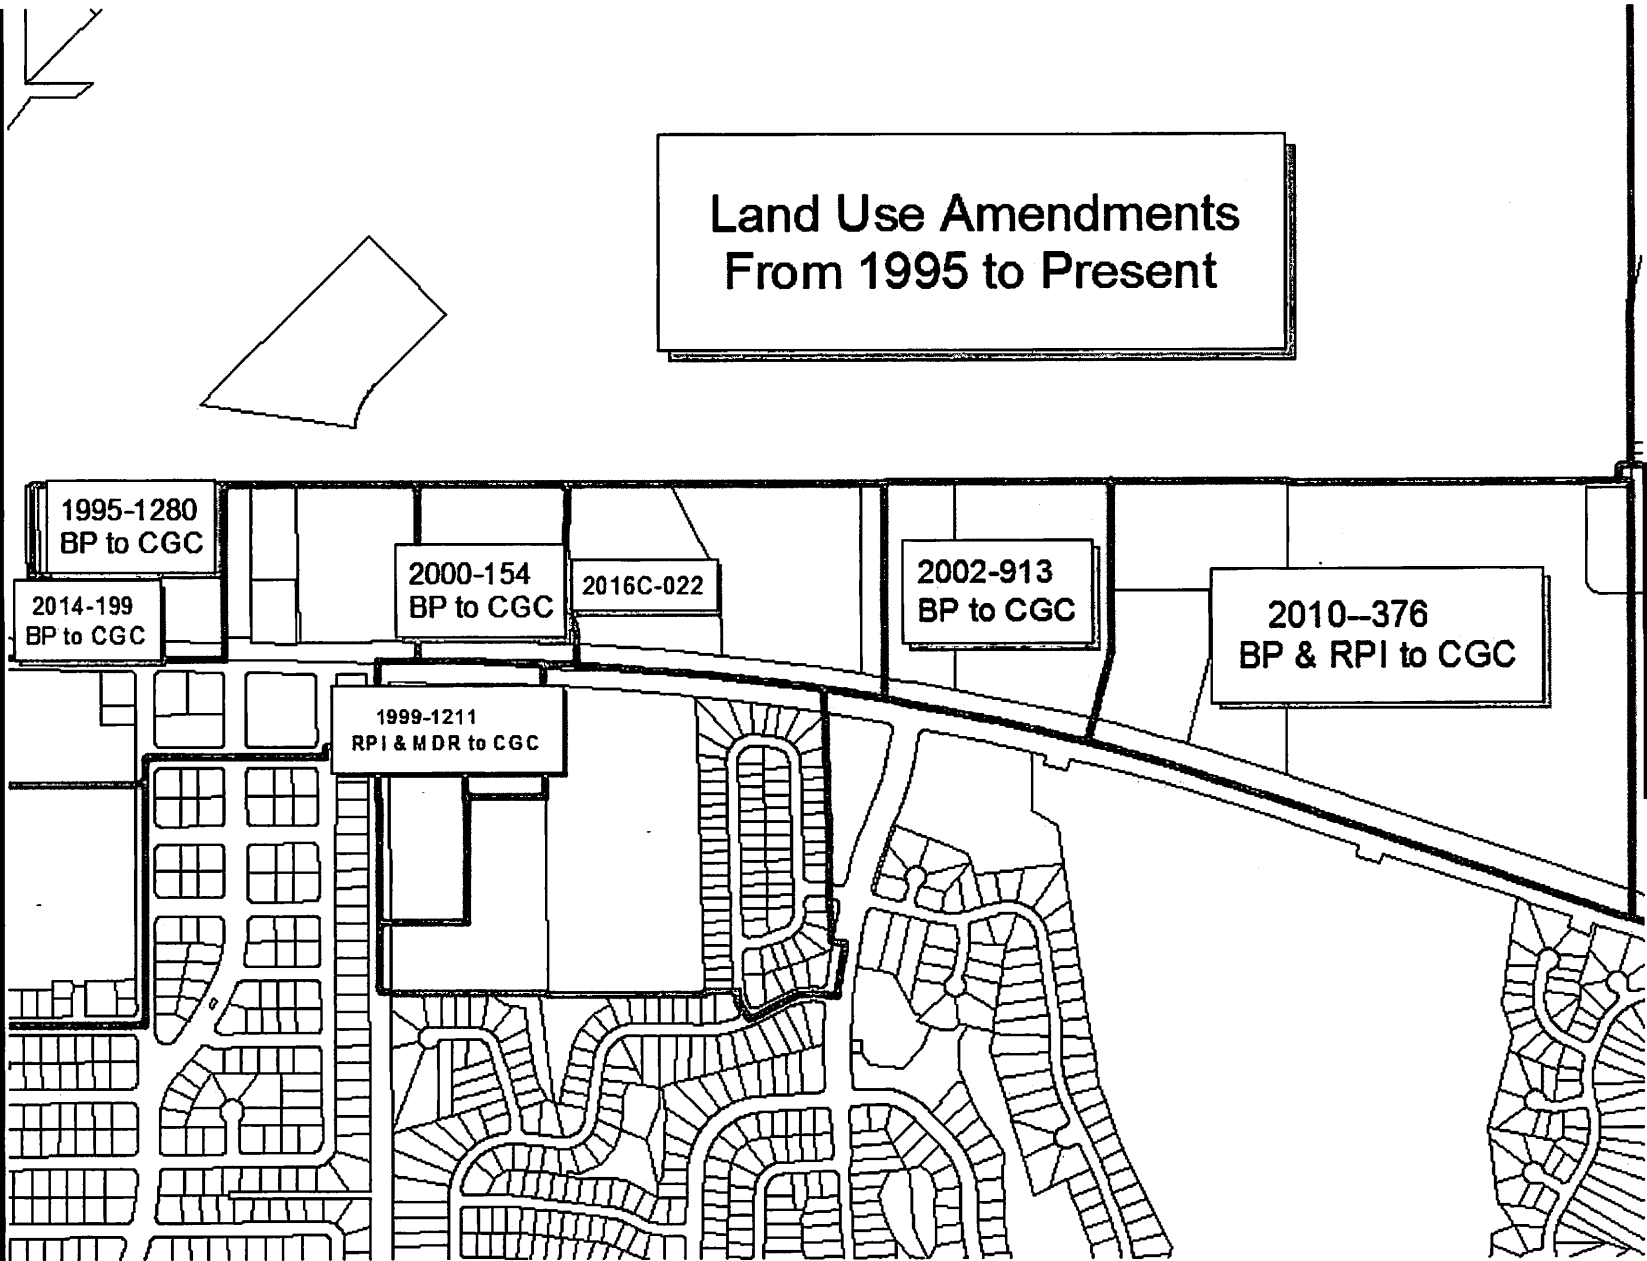 Land Use Amendments
From 1995 to Present
1995-1280
BP to CGC
2014-199
BP to CGC
2000-154
BP to CGC
2016C-022
2002-913
BP to CGC
2010--376
BP & RPI to CGC
1999-1211
RPI & MDR to CGC